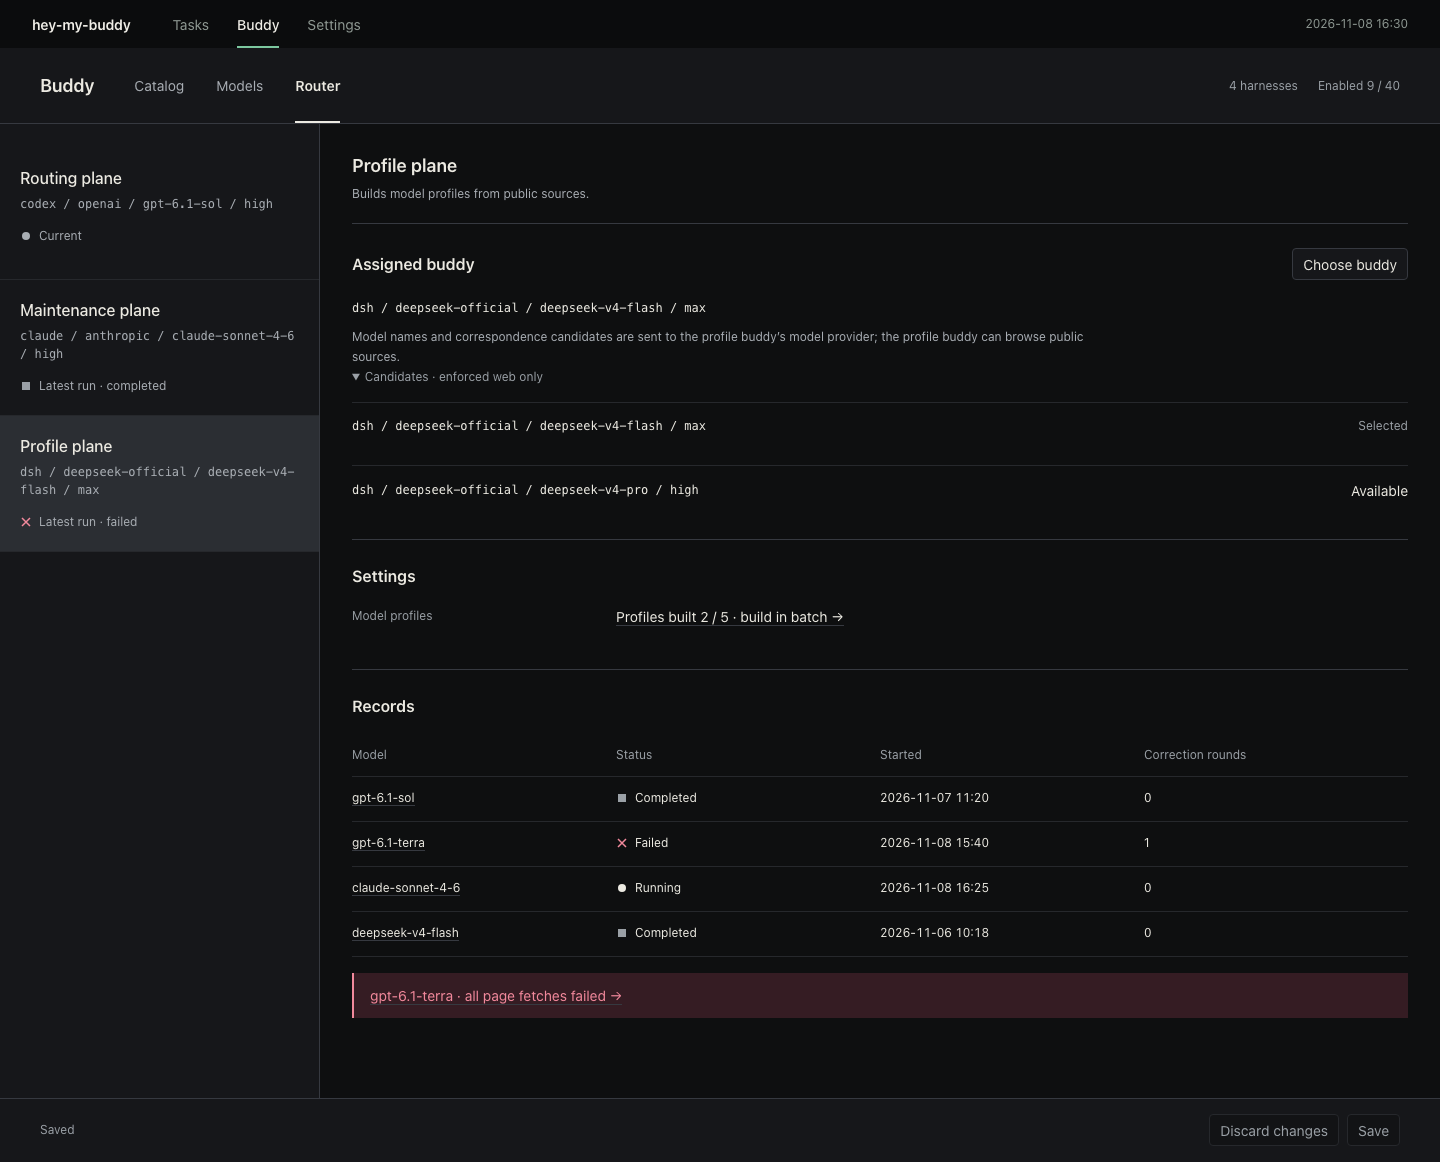 hey-my-buddy
Tasks
Buddy
Settings
2026-11-08 16:30
Buddy
Catalog
Models
Router
4 harnesses
Enabled 9 / 40
Routing plane
codex / openai / gpt-6.1-sol / high
Current
Maintenance plane
claude / anthropic / claude-sonnet-4-6
/ high
Latest run · completed
Profile plane
dsh / deepseek-official / deepseek-v4-
flash / max
Latest run · failed
Profile plane
Builds model profiles from public sources.
Assigned buddy
Choose buddy
dsh / deepseek-official / deepseek-v4-flash / max
Model names and correspondence candidates are sent to the profile buddy's model provider; the profile buddy can browse public
sources.
▼ Candidates · enforced web only
dsh / deepseek-official / deepseek-v4-flash / max
Selected
dsh / deepseek-official / deepseek-v4-pro / high
Available
Settings
Model profiles
Profiles built 2 / 5 · build in batch →
Records
Model
Status
Started
Correction rounds
gpt-6.1-sol
Completed
2026-11-07 11:20
0
gpt-6.1-terra
Failed
2026-11-08 15:40
1
claude-sonnet-4-6
Running
2026-11-08 16:25
0
deepseek-v4-flash
Completed
2026-11-06 10:18
0
gpt-6.1-terra · all page fetches failed →
Saved
Discard changes
Save